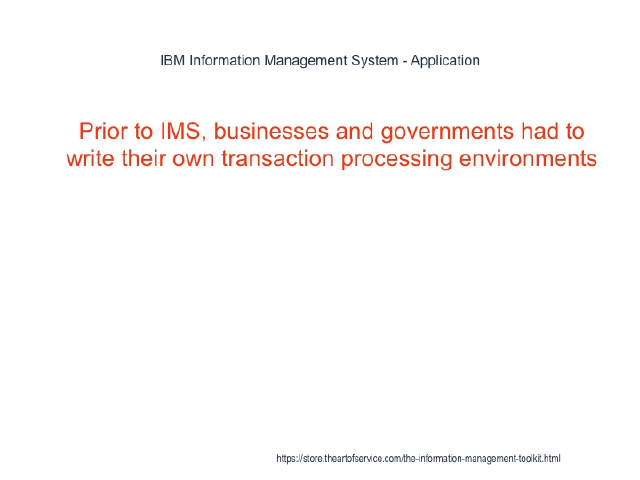 IBM Information Management System - Application
Prior to IMS, businesses and governments had to
write their own transaction processing environments
https://store.theartofservice.com/the-information-management-toolkit.html